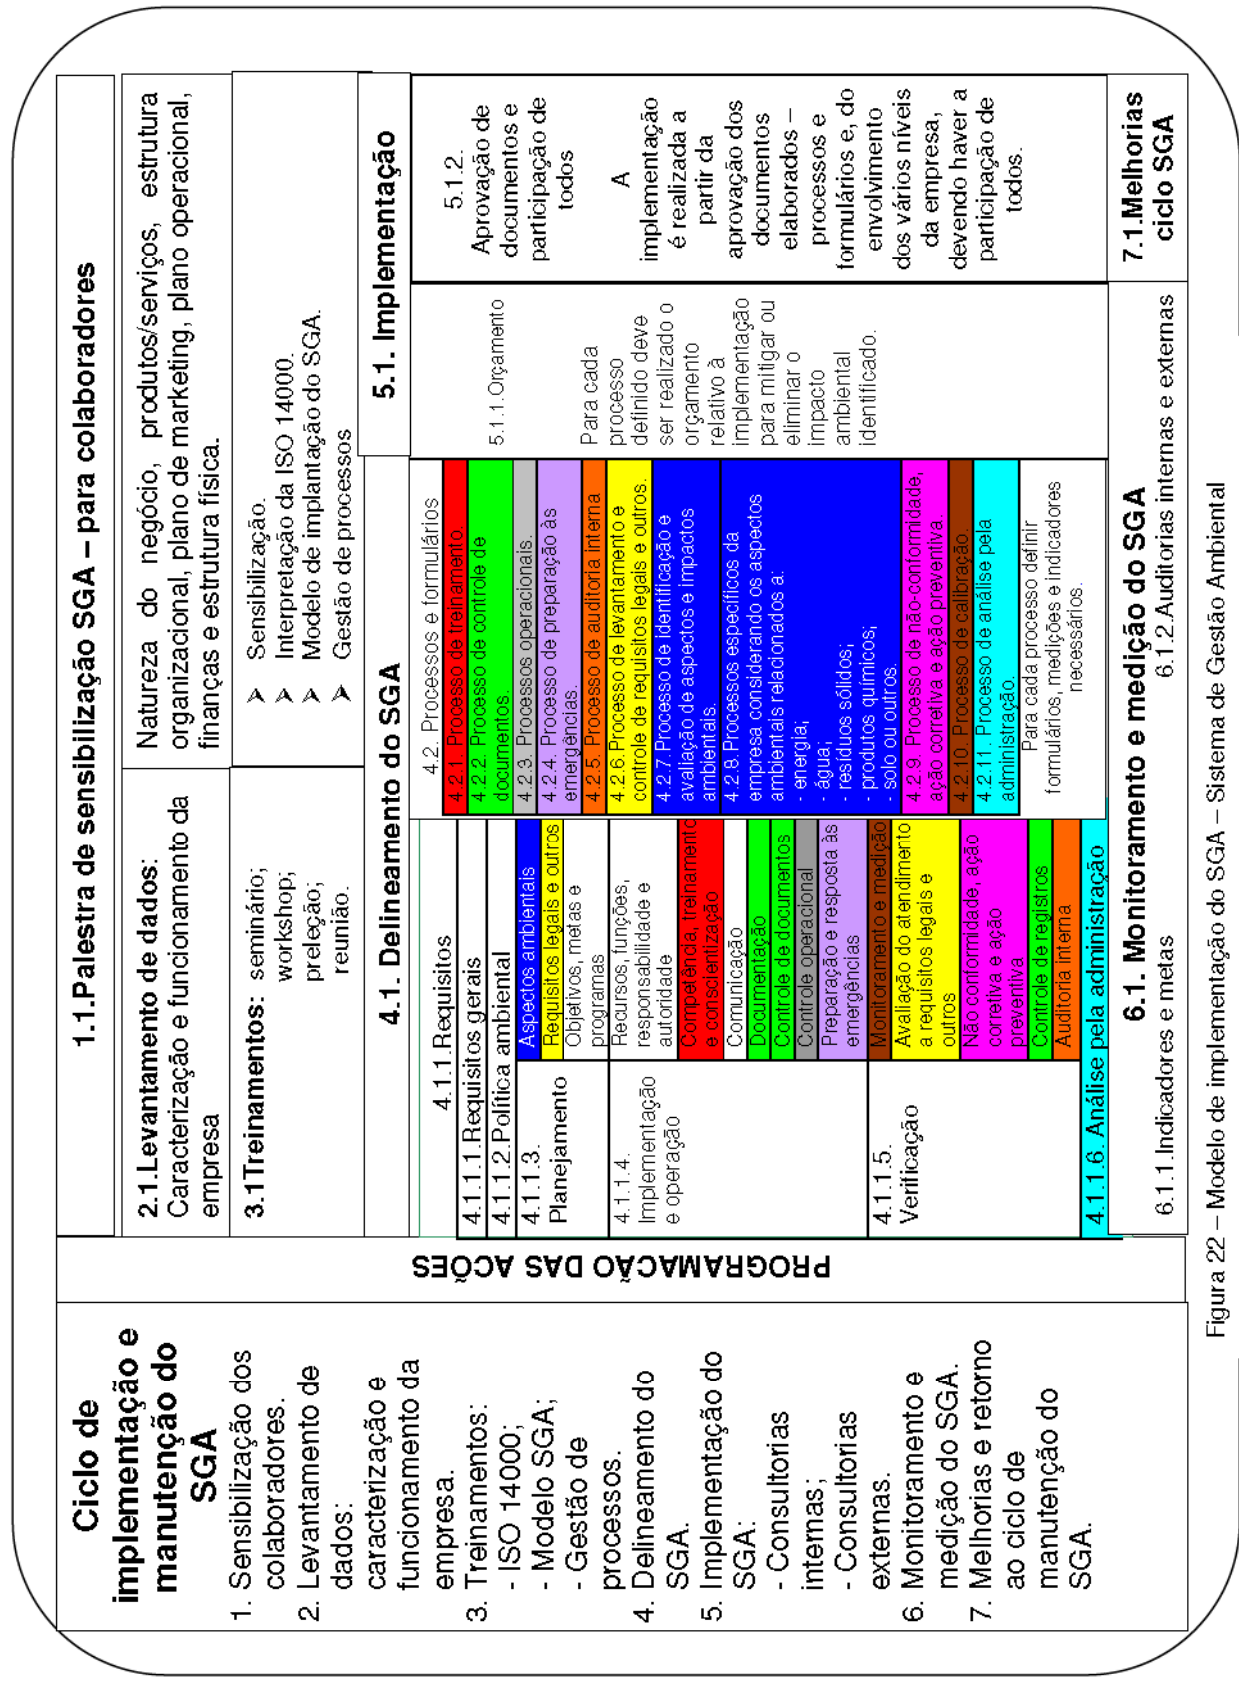 Ciclo de
implementação e
manutenção do
SGA
1. Sensibilização dos
colaboradores.
2. Levantamento de
dados:
caracterização e
funcionamento da
empresa.
3. Treinamentos:
- ISO 14000;
- Modelo SGA;
- Gestão de
processos.
4. Delineamento do
SGA.
5. Implementação do
SGA:
- Consultorias
internas;
- Consultorias
externas.
6. Monitoramento e
medição do SGA.
7. Melhorias e retorno
ao ciclo de
manutenção do
SGA.
PROGRAMAÇÃO DAS AÇÕES
1.1.Palestra de sensibilização SGA – para colaboradores
2.1.Levantamento de dados:
Caracterização e funcionamento da
empresa
Natureza do negócio, produtos/serviços, estrutura
organizacional, plano de marketing, plano operacional,
finanças e estrutura física.
3.1Treinamentos: seminário;
workshop;
preleção;
reunião.
➤ Sensibilização.
➤ Interpretação da ISO 14000.
➤ Modelo de implantação do SGA.
➤ Gestão de processos
4.1. Delineamento do SGA
4.1.1.Requisitos
4.1.1.1.Requisitos gerais
4.1.1.2.Política ambiental
4.1.1.3.
Planejamento
Aspectos ambientais
Requisitos legais e outros
Objetivos, metas e
programas
4.1.1.4.
Implementação
e operação
Recursos, funções,
responsabilidade e
autoridade
Competência, treinamento
e conscientização
Comunicação
Documentação
Controle de documentos
Controle operacional
Preparação e resposta às
emergências
4.1.1.5.
Verificação
Monitoramento e medição
Avaliação do atendimento
a requisitos legais e
outros
Não conformidade, ação
corretiva e ação
preventiva
Controle de registros
Auditoria interna
4.1.1.6. Análise pela administração
4.2. Processos e formulários
4.2.1. Processo de treinamento.
4.2.2. Processo de controle de
documentos.
4.2.3. Processos operacionais.
4.2.4. Processo de preparação às
emergências.
4.2.5. Processo de auditoria interna
4.2.6.Processo de levantamento e
controle de requisitos legais e outros.
4.2.7 Processo de identificação e
avaliação de aspectos e impactos
ambientais.
4.2.8 Processos específicos da
empresa considerando os aspectos
ambientais relacionados a:
- energia;
- água;
- resíduos sólidos;
- produtos químicos;
- solo ou outros.
4.2.9. Processo de não-conformidade,
ação corretiva e ação preventiva.
4.2.10. Processo de calibração.
4.2.11. Processo de análise pela
administração.
Para cada processo definir
formulários, medições e indicadores
necessários.
5.1. Implementação
5.1.1.Orçamento
Para cada
processo
definido deve
ser realizado o
orçamento
relativo à
implementação
para mitigar ou
eliminar o
impacto
ambiental
identificado.
5.1.2.
Aprovação de
documentos e
participação de
todos
A
implementação
é realizada a
partir da
aprovação dos
documentos
elaborados –
processos e
formulários e, do
envolvimento
dos vários níveis
da empresa,
devendo haver a
participação de
todos.
6.1. Monitoramento e medição do SGA
6.1.1.Indicadores e metas
6.1.2.Auditorias internas e externas
7.1.Melhorias
ciclo SGA
Figura 22 – Modelo de implementação do SGA – Sistema de Gestão Ambiental